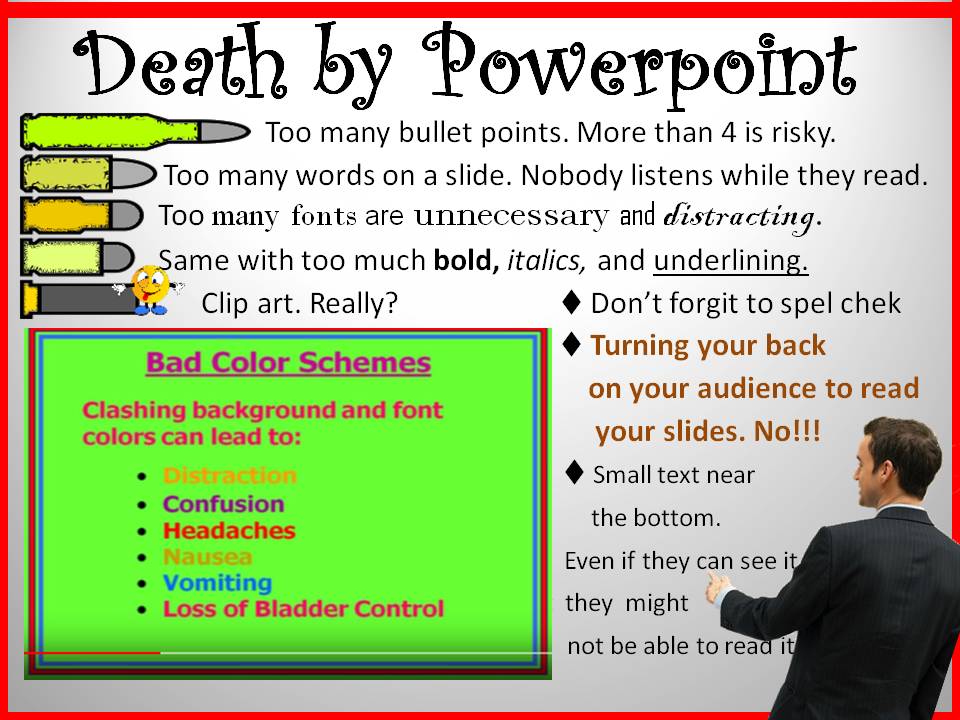 Death by Powerpoint
Too many bullet points. More than 4 is risky.
Too many words on a slide. Nobody listens while they read.
Too many fonts are unnecessary and distracting.
Same with too much bold, italics, and underlining.
Clip art. Really?
Bad Color Schemes
Clashing background and font
colors can lead to:
• Distraction
• Confusion
• Headaches
• Nausea
• Vomiting
• Loss of Bladder Control
♦ Don't forgit to spel chek
♦ Turning your back
on your audience to read
your slides. No!!!
♦ Small text near
the bottom.
Even if they can see it
they might
not be able to read it